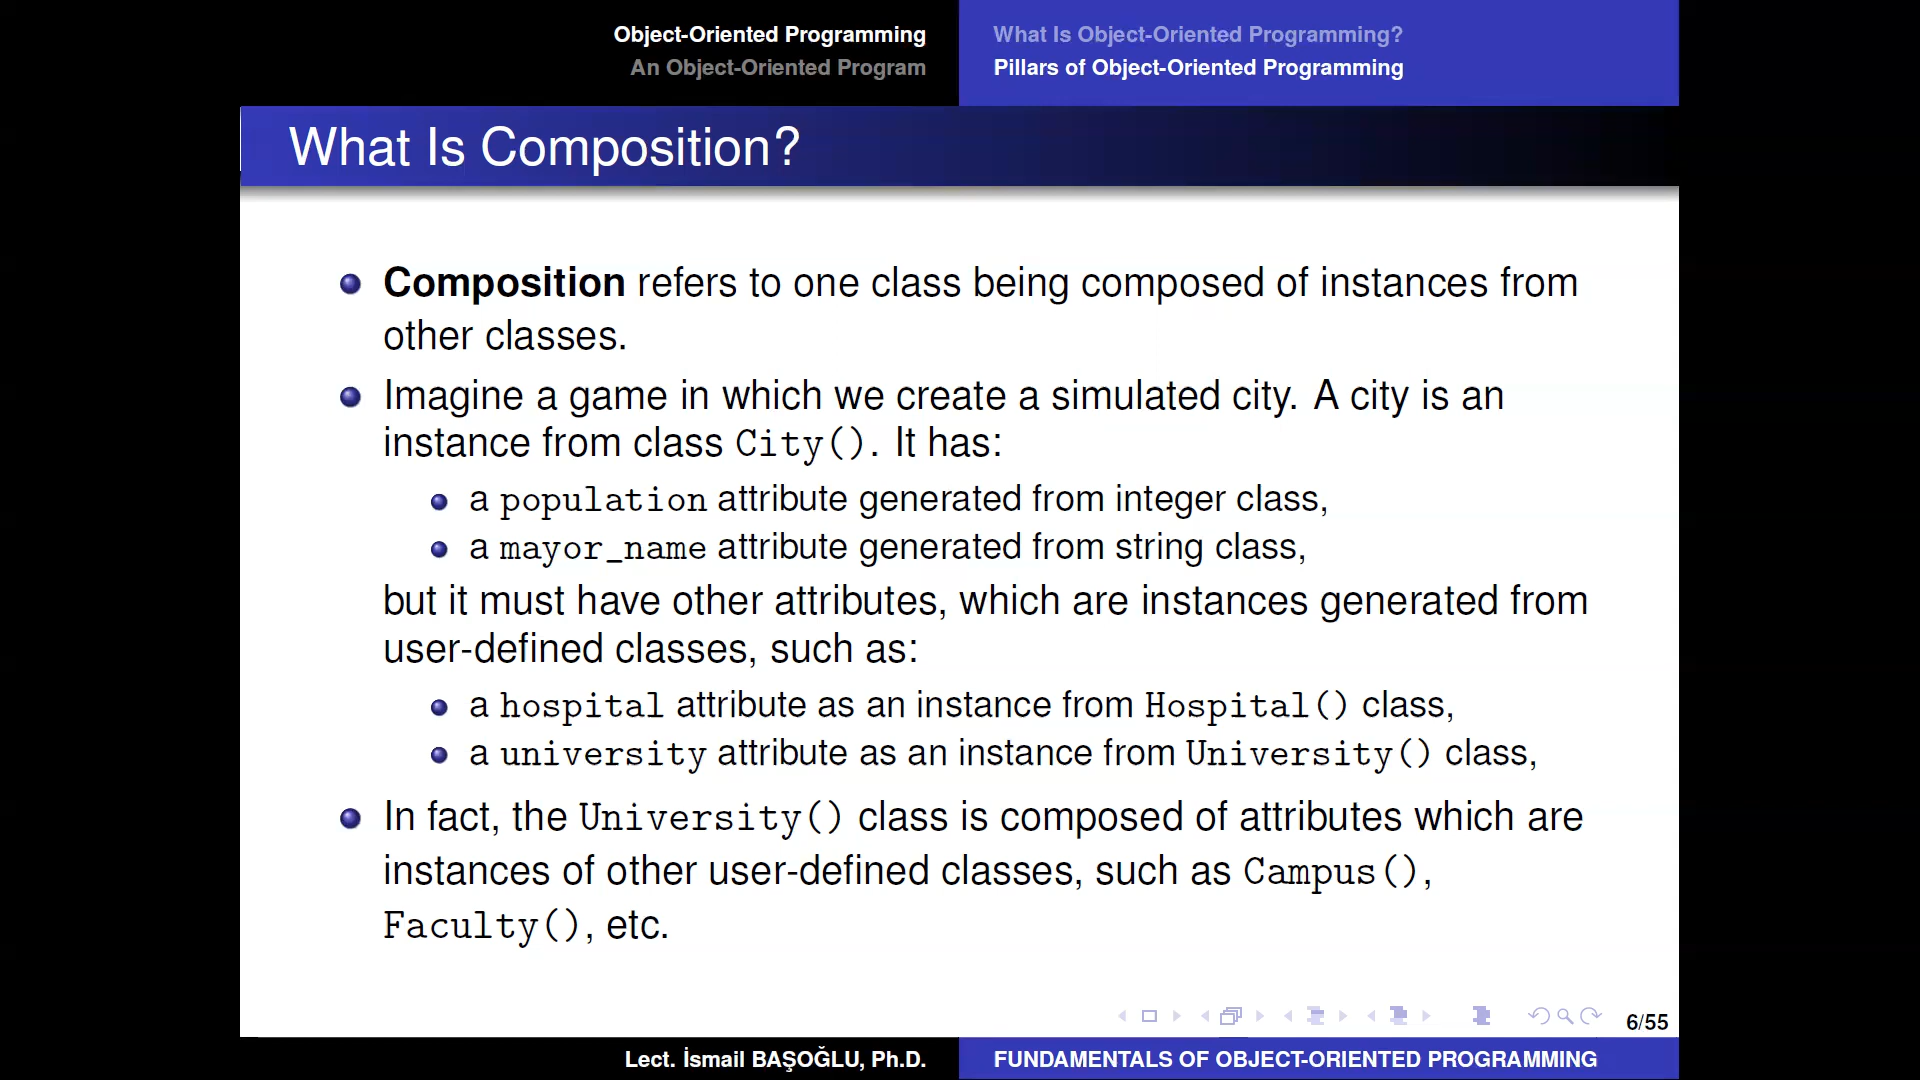 Object-Oriented Programming
An Object-Oriented Program
What Is Object-Oriented Programming?
Pillars of Object-Oriented Programming
What Is Composition?
Composition refers to one class being composed of instances from
other classes.
Imagine a game in which we create a simulated city. A city is an
instance from class City(). It has:
a population attribute generated from integer class,
a mayor_name attribute generated from string class,
but it must have other attributes, which are instances generated from
user-defined classes, such as:
a hospital attribute as an instance from Hospital() class,
a university attribute as an instance from University() class,
In fact, the University() class is composed of attributes which are
instances of other user-defined classes, such as Campus(),
Faculty(), etc.
6/55
Lect. İsmail BAŞOĞLU, Ph.D.
FUNDAMENTALS OF OBJECT-ORIENTED PROGRAMMING